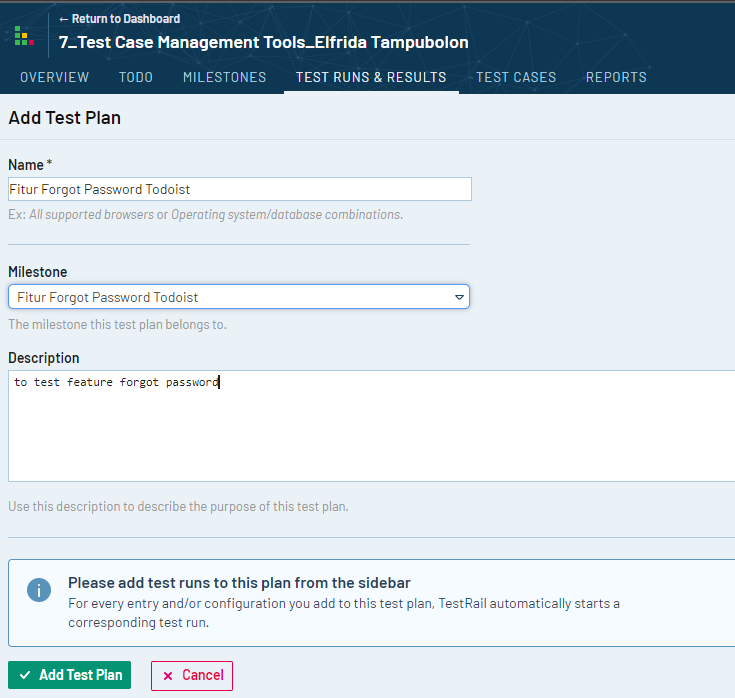 ← Return to Dashboard
7_Test Case Management Tools_Elfrida Tampubolon
OVERVIEW TODO MILESTONES TEST RUNS & RESULTS TEST CASES REPORTS
Add Test Plan
Name *
Fitur Forgot Password Todoist
Ex: All supported browsers or Operating system/database combinations.
Milestone
Fitur Forgot Password Todoist
The milestone this test plan belongs to.
Description
to test feature forgot password
Use this description to describe the purpose of this test plan.
Please add test runs to this plan from the sidebar
For every entry and/or configuration you add to this test plan, TestRail automatically starts a
corresponding test run.
Add Test Plan Cancel